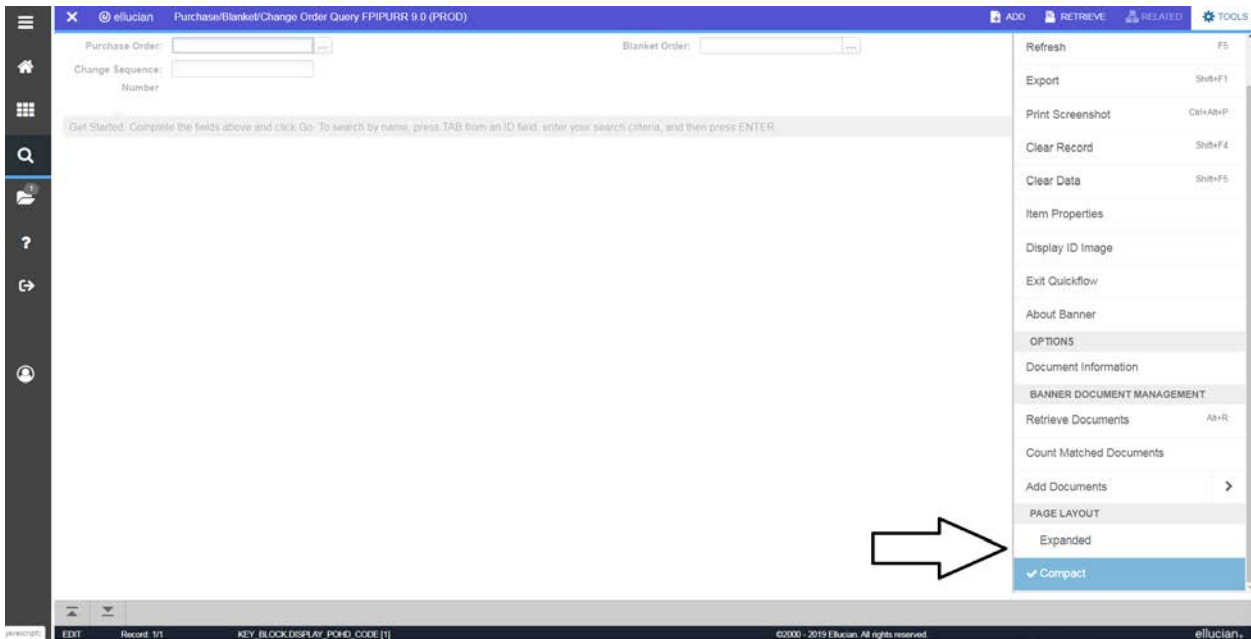 ellucian Purchase/Blanket/Change Order Query FPIPURR 9.0 (PROD) ADD RETRIEVE RELATED TOOLS
Purchase Order: ... Blanket Order: ...
Change Sequence:
Number
Get Started: Complete the fields above and click Go. To search by name, press TAB from an ID field, enter your search criteria, and then press ENTER.
Refresh F5
Export Shift+F1
Print Screenshot Ctrl+Alt+P
Clear Record Shift+F4
Clear Data Shift+F5
Item Properties
Display ID Image
Exit Quickflow
About Banner
OPTIONS
Document Information
BANNER DOCUMENT MANAGEMENT
Retrieve Documents Alt+R
Count Matched Documents
Add Documents
PAGE LAYOUT
Expanded
Compact
1
?
javascript:
EDIT Record: 1/1 KEY_BLOCK.DISPLAY_POHD_CODE [1] ©2000 - 2019 Ellucian. All rights reserved. ellucian